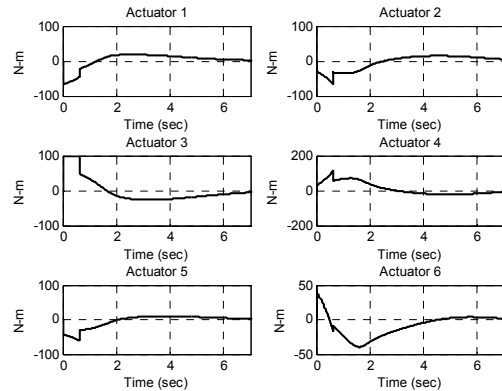 Actuator 1
Actuator 2
100
0
-100
N-m
0 2 4 6
Time (sec)
100
0
-100
N-m
0 2 4 6
Time (sec)
Actuator 3
Actuator 4
100
0
-100
N-m
0 2 4 6
Time (sec)
200
0
-200
N-m
0 2 4 6
Time (sec)
Actuator 5
Actuator 6
100
0
-100
N-m
0 2 4 6
Time (sec)
50
0
-50
N-m
0 2 4 6
Time (sec)